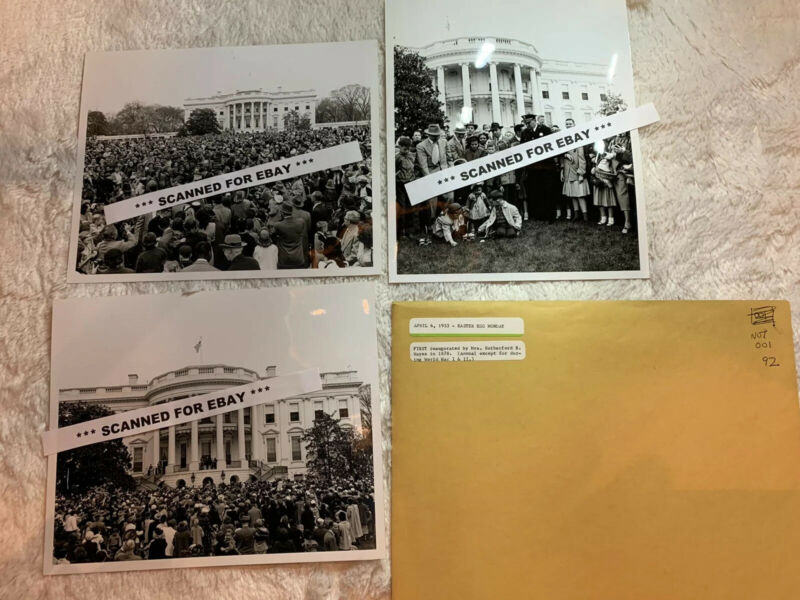 *** SCANNED FOR EBAY ***
*** SCANNED FOR EBAY ***
*** SCANNED FOR EBAY ***
APRIL 6, 1953 - EASTER EGG MONDAY
FIRST inaugurated by Mrs. Rutherford B.
Hayes in 1878. (Annual except for dur-
ing World War I & II.)
001
92